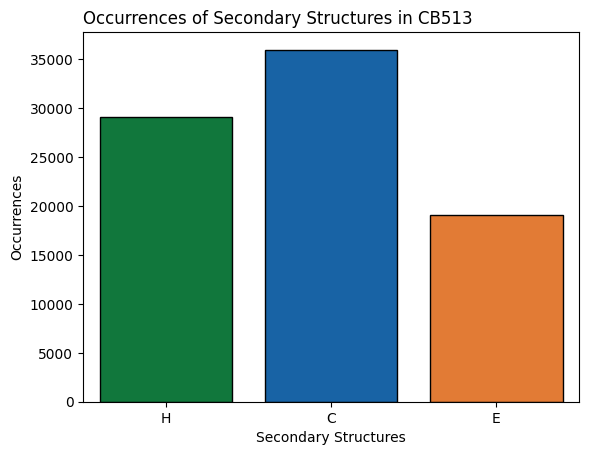 Occurrences of Secondary Structures in CB513
35000
30000
25000
20000
15000
10000
5000
0
Occurrences
H C E
Secondary Structures